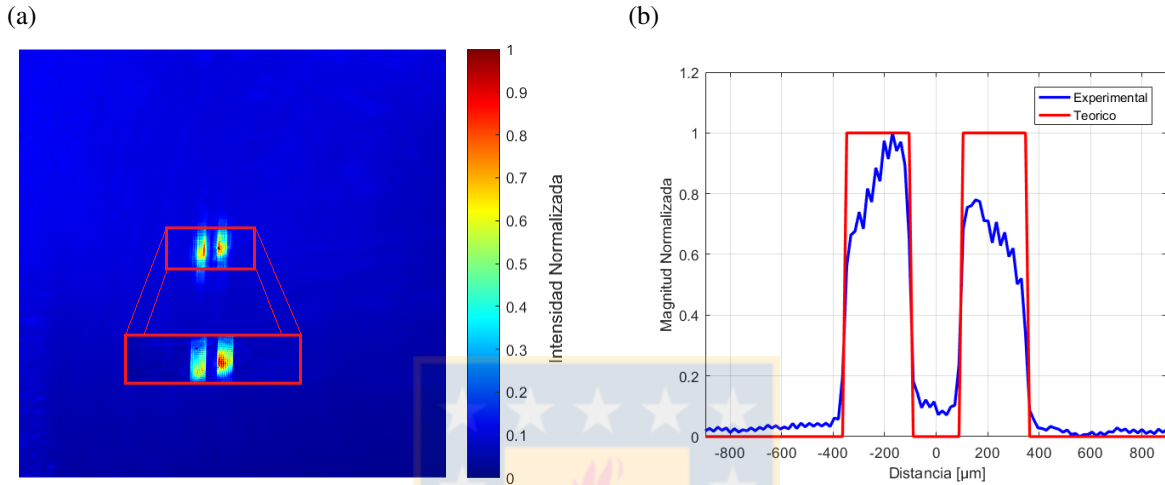 (a)
(b)
1
0.9
0.8
0.7
0.6
0.5
0.4
0.3
0.2
0.1
0
Intensidad Normalizada
1.2
1
0.8
0.6
0.4
0.2
0
Magnitud Normalizada
Experimental
Teorico
-800 -600 -400 -200 0 200 400 600 800
Distancia [µm]